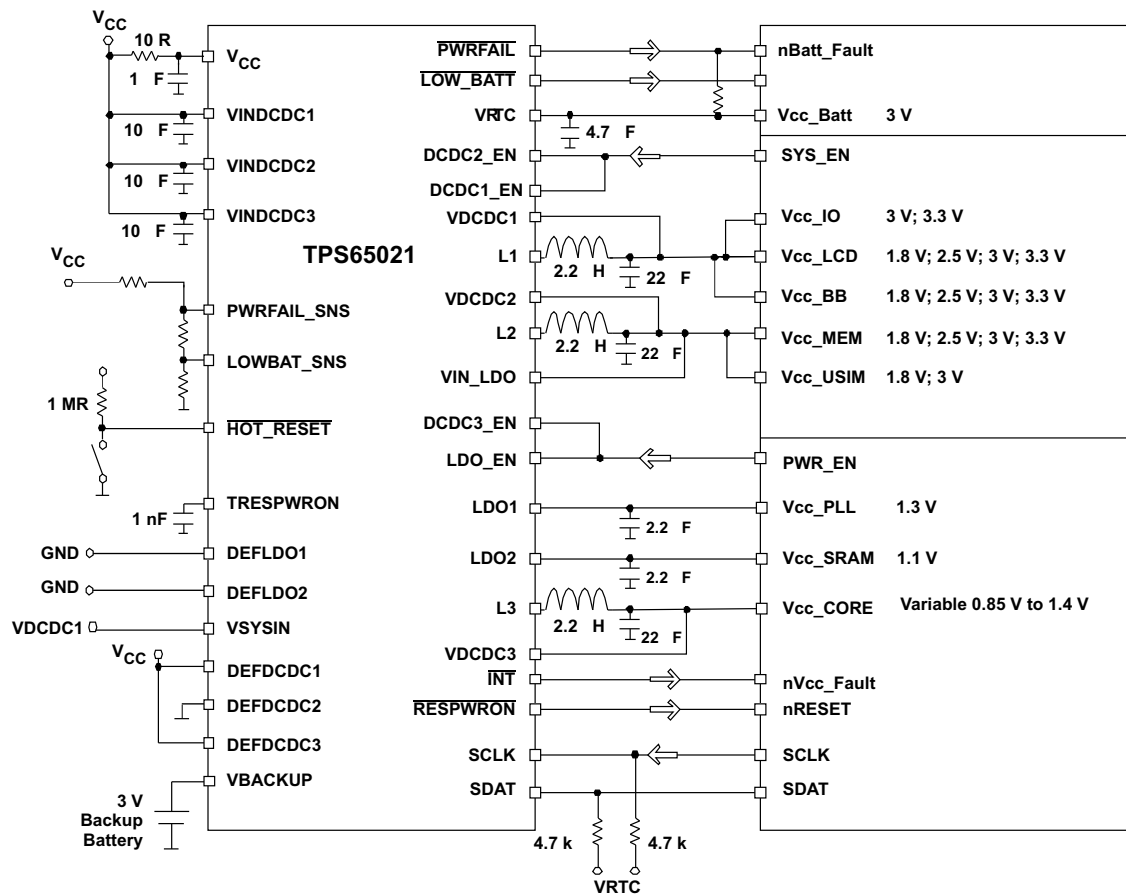 VCC
10 R
VCC
1 F
VINDCDC1
10 F
VINDCDC2
10 F
VINDCDC3
10 F
TPS65021
VCC
PWRFAIL_SNS
LOWBAT_SNS
1 MR
HOT_RESET
TRESPWRON
1 nF
GND
DEFLDO1
GND
DEFLDO2
VDCDC1
VSYSIN
VCC
DEFDCDC1
DEFDCDC2
DEFDCDC3
VBACKUP
3 V
Backup
Battery
PWRFAIL
LOW_BATT
VRTC
4.7 F
DCDC2_EN
DCDC1_EN
VDCDC1
L1
2.2 H
22 F
VDCDC2
L2
2.2 H
22 F
VIN_LDO
DCDC3_EN
LDO_EN
LDO1
2.2 F
LDO2
2.2 F
L3
2.2 H
22 F
VDCDC3
INT
RESPWRON
SCLK
SDAT
4.7 k
4.7 k
VRTC
nBatt_Fault
Vcc_Batt 3 V
SYS_EN
Vcc_IO 3 V; 3.3 V
Vcc_LCD 1.8 V; 2.5 V; 3 V; 3.3 V
Vcc_BB 1.8 V; 2.5 V; 3 V; 3.3 V
Vcc_MEM 1.8 V; 2.5 V; 3 V; 3.3 V
Vcc_USIM 1.8 V; 3 V
PWR_EN
Vcc_PLL 1.3 V
Vcc_SRAM 1.1 V
Vcc_CORE Variable 0.85 V to 1.4 V
nVcc_Fault
nRESET
SCLK
SDAT